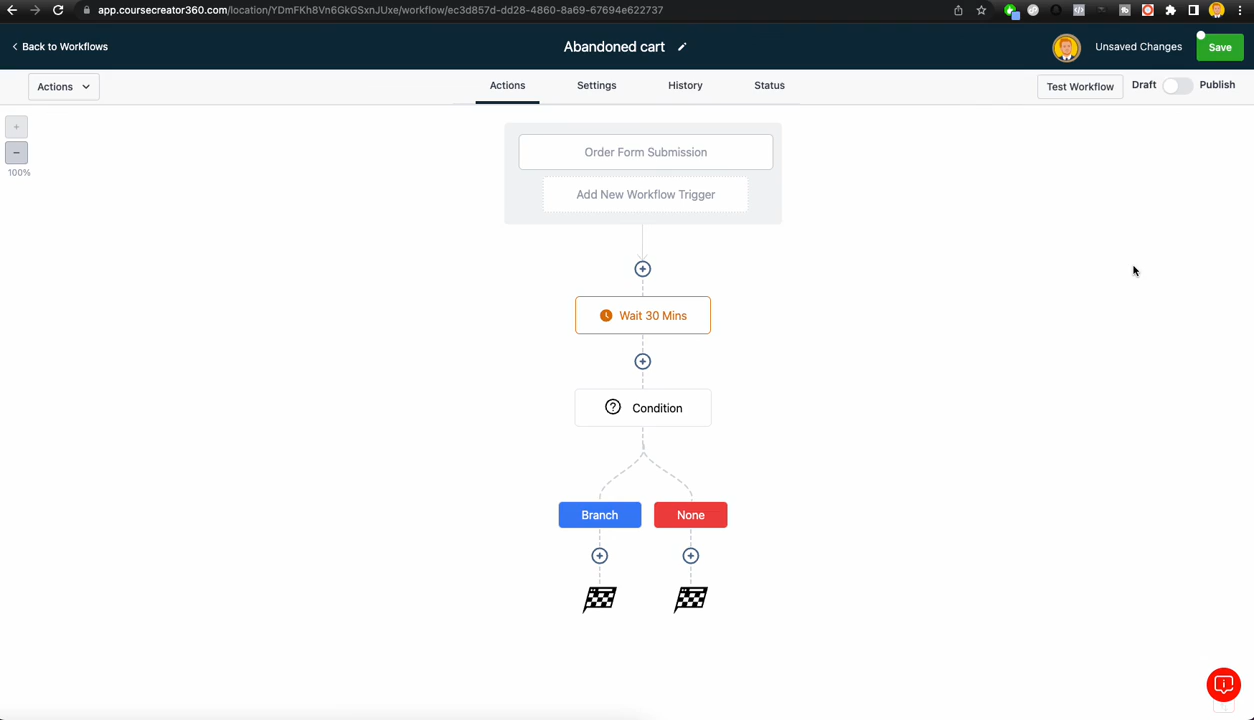 app.coursecreator360.com/location/YDmFKh8Vn6GkGSxnJUxe/workflow/ec3d857d-dd28-4860-8a69-67694e622737
Back to Workflows
Abandoned cart
Unsaved Changes
Save
Actions
Actions
Settings
History
Status
Test Workflow
Draft
Publish
+
−
100%
Order Form Submission
Add New Workflow Trigger
Wait 30 Mins
Condition
Branch
None